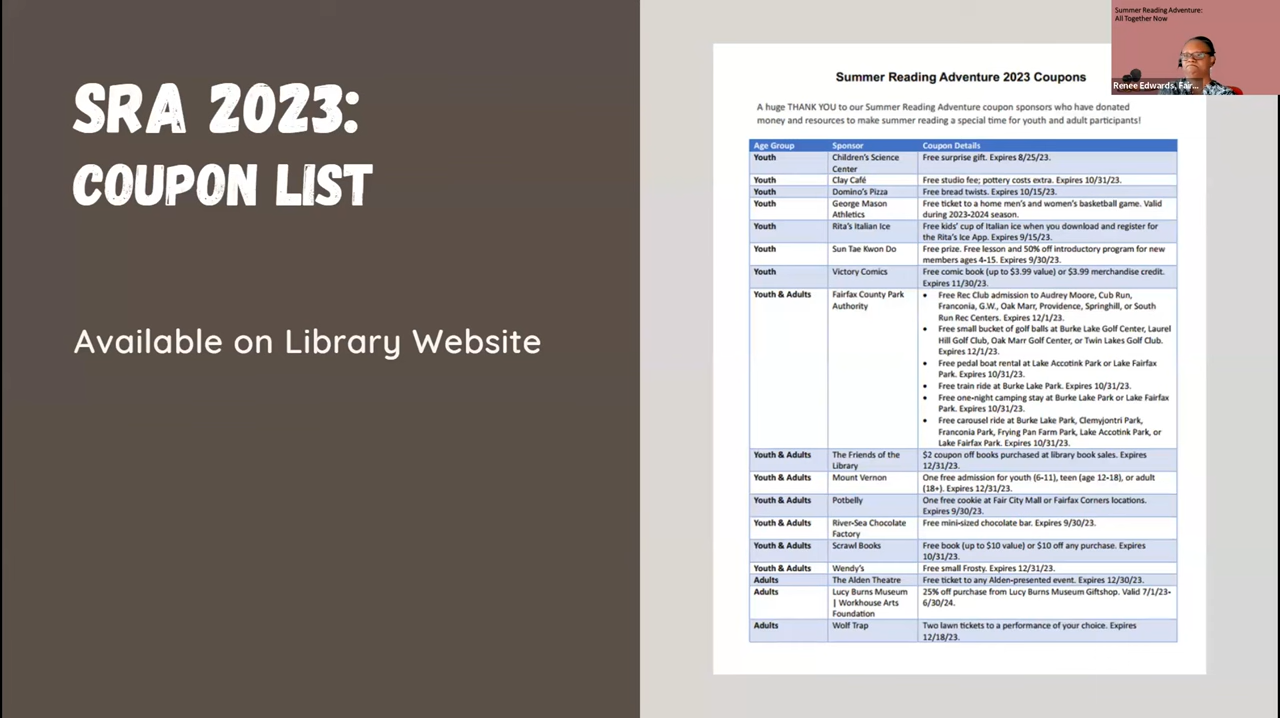 SRA 2023:
COUPON LIST
Available on Library Website
Summer Reading Adventure:
All Together Now
Renee Edwards, Fair...
Summer Reading Adventure 2023 Coupons
A huge THANK YOU to our Summer Reading Adventure coupon sponsors who have donated
money and resources to make summer reading a special time for youth and adult participants!
Age Group Sponsor Coupon Details
Youth Children's Science Free surprise gift. Expires 8/25/23.
Center
Youth Clay Café Free studio fee; pottery costs extra. Expires 10/31/23.
Youth Domino's Pizza Free bread twists. Expires 10/15/23.
Youth George Mason Free ticket to a home men's and women's basketball game. Valid
Athletics during 2023-2024 season.
Youth Rita's Italian Ice Free kids' cup of Italian ice when you download and register for
the Rita's Ice App. Expires 9/15/23.
Youth Sun Tae Kwon Do Free prize. Free lesson and 50% off introductory program for new
members ages 4-15. Expires 9/30/23.
Youth Victory Comics Free comic book (up to $3.99 value) or $3.99 merchandise credit.
Expires 11/30/23.
Youth & Adults Fairfax County Park • Free Rec Club admission to Audrey Moore, Cub Run,
Authority Franconia, G.W., Oak Marr, Providence, Springhill, or South
Run Rec Centers. Expires 12/1/23.
• Free small bucket of golf balls at Burke Lake Golf Center, Laurel
Hill Golf Club, Oak Marr Golf Center, or Twin Lakes Golf Club.
Expires 12/1/23.
• Free pedal boat rental at Lake Accotink Park or Lake Fairfax
Park. Expires 10/31/23.
• Free train ride at Burke Lake Park. Expires 10/31/23.
• Free one-night camping stay at Burke Lake Park or Lake Fairfax
Park. Expires 10/31/23.
• Free carousel ride at Burke Lake Park, Clemyjontri Park,
Franconia Park, Frying Pan Farm Park, Lake Accotink Park, or
Lake Fairfax Park. Expires 10/31/23.
Youth & Adults The Friends of the $2 coupon off books purchased at library book sales. Expires
Library 12/31/23.
Youth & Adults Mount Vernon One free admission for youth (6-11), teen (age 12-18), or adult
(18+). Expires 12/31/23.
Youth & Adults Potbelly One free cookie at Fair City Mall or Fairfax Corners locations.
Expires 9/30/23.
Youth & Adults River-Sea Chocolate Free mini-sized chocolate bar. Expires 9/30/23.
Factory
Youth & Adults Scrawl Books Free book (up to $10 value) or $10 off any purchase. Expires
10/31/23.
Youth & Adults Wendy's Free small Frosty. Expires 12/31/23.
Adults The Alden Theatre Free ticket to any Alden-presented event. Expires 12/30/23.
Adults Lucy Burns Museum 25% off purchase from Lucy Burns Museum Giftshop. Valid 7/1/23-
| Workhouse Arts 6/30/24.
Foundation
Adults Wolf Trap Two lawn tickets to a performance of your choice. Expires
12/18/23.